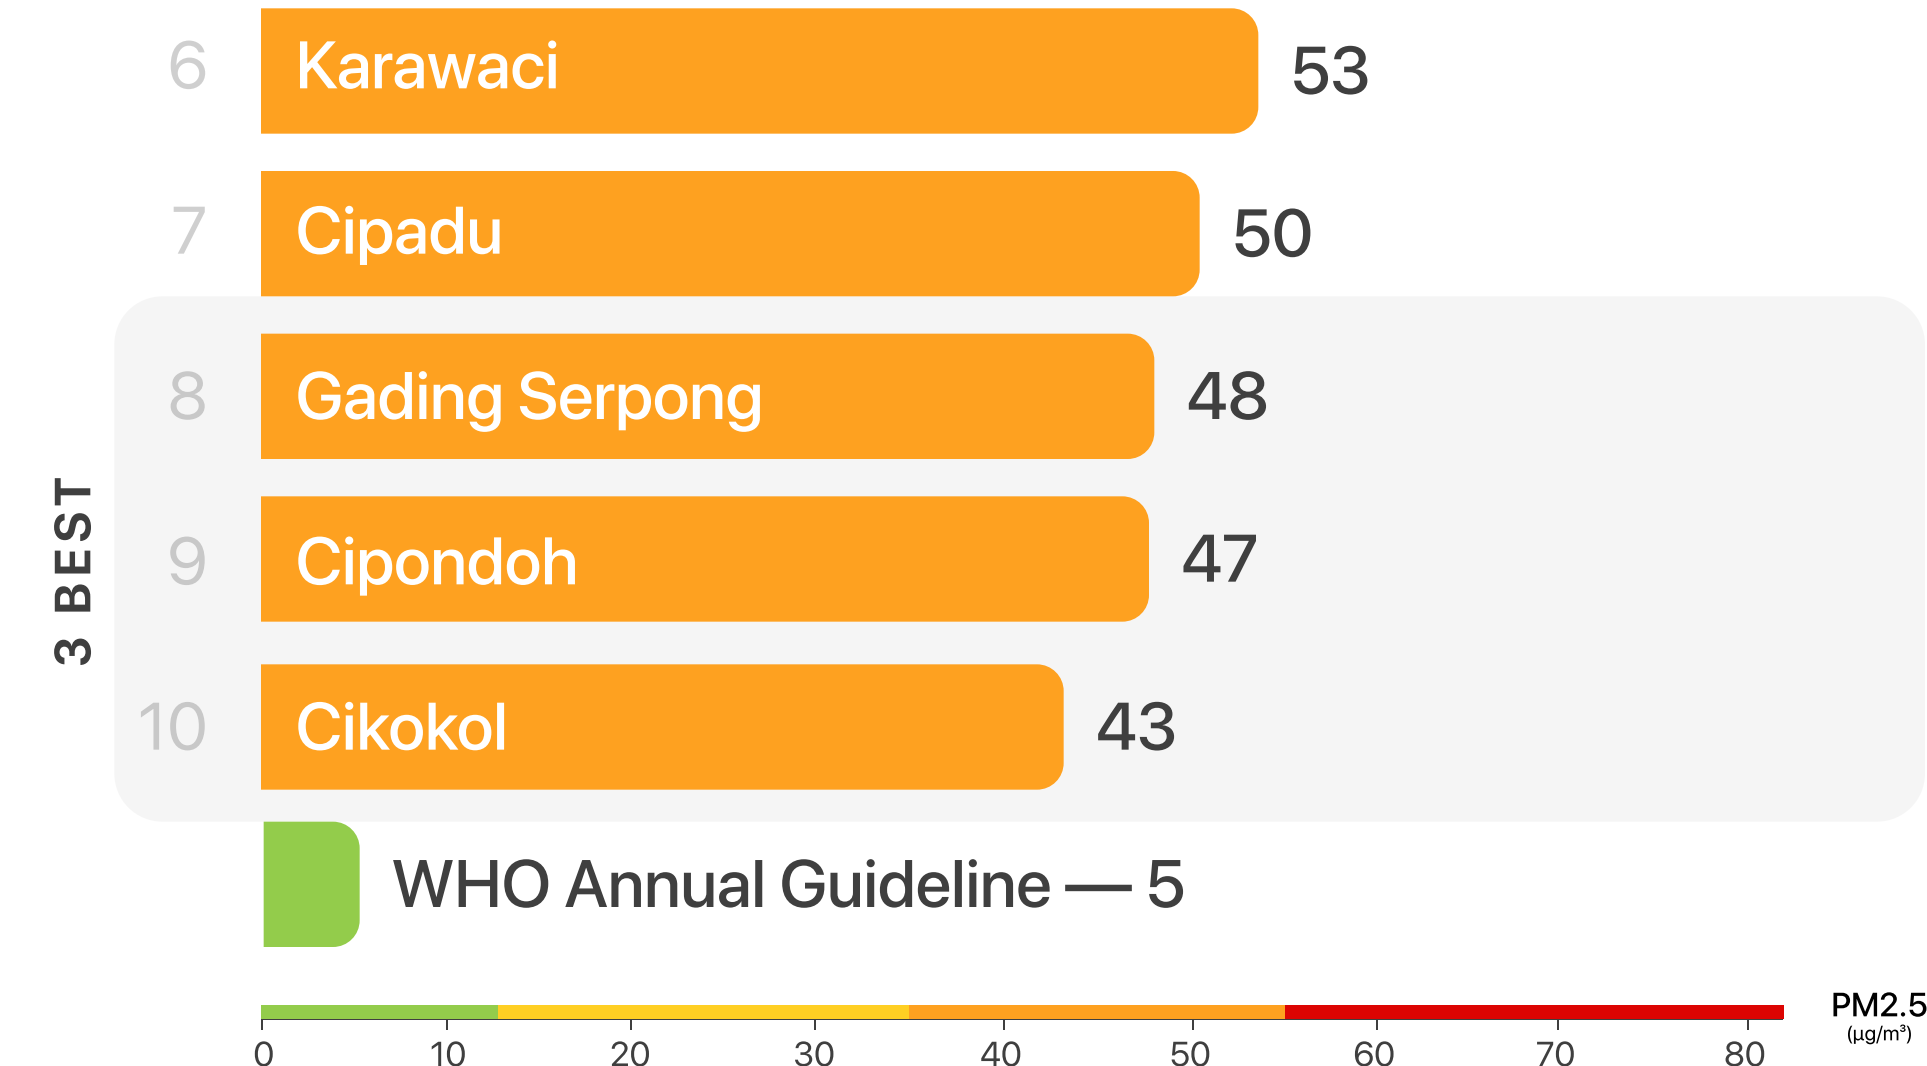 6 Karawaci 53
7 Cipadu 50
3 BEST
8 Gading Serpong 48
9 Cipondoh 47
10 Cikokol 43
WHO Annual Guideline — 5
0 10 20 30 40 50 60 70 80
PM2.5
(μg/m³)